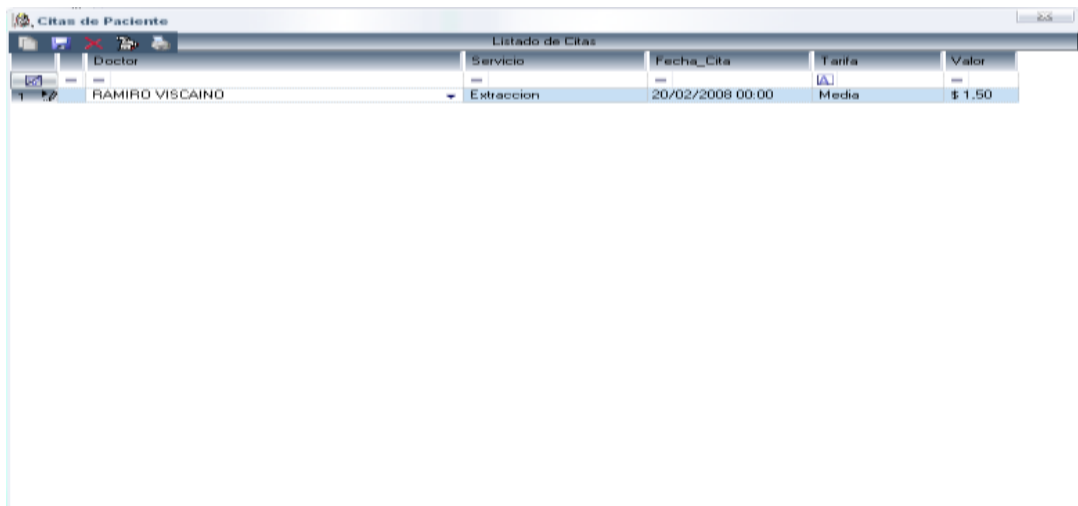 Citas de Paciente
Listado de Citas
Doctor Servicio Fecha_Cita Tarifa Valor
1 RAMIRO VISCAINO Extraccion 20/02/2008 00:00 Media $ 1.50